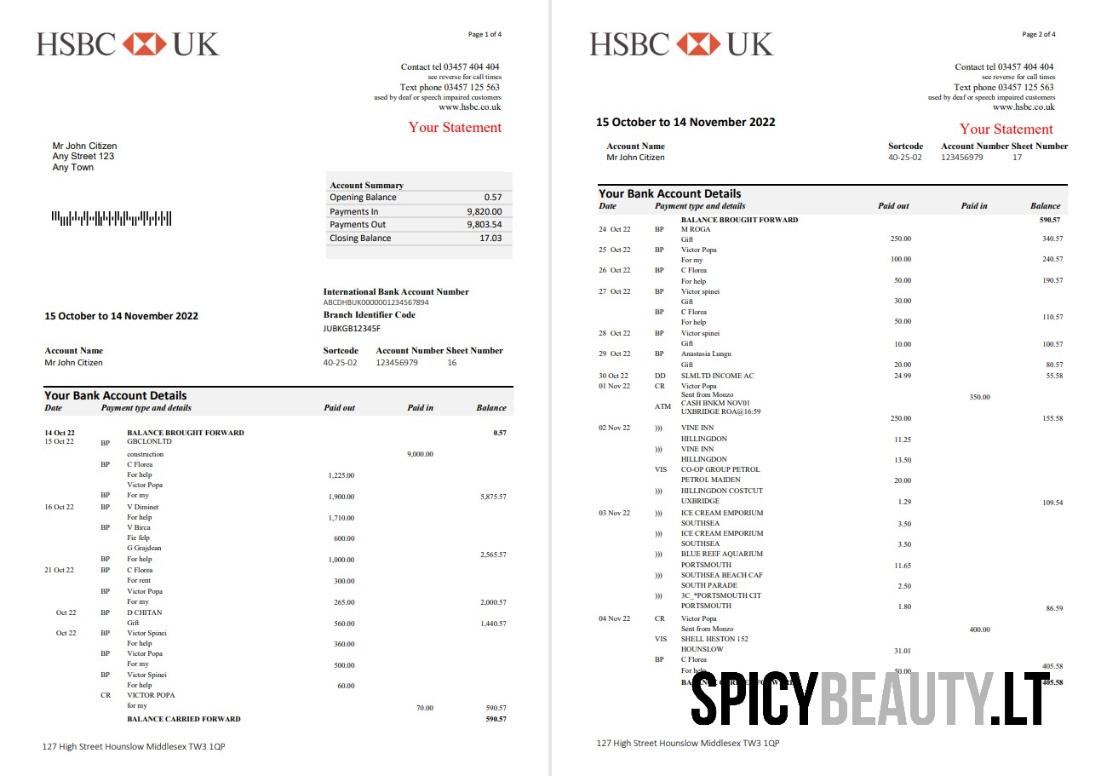 HSBC UK
Page 1 of 4
Contact tel 03457 404 404
see reverse for call times
Text phone 03457 125 563
used by deaf or speech impaired customers
www.hsbc.co.uk
Your Statement
Mr John Citizen
Any Street 123
Any Town
Account Summary
Opening Balance 0.57
Payments In 9,820.00
Payments Out 9,803.54
Closing Balance 17.03
International Bank Account Number
ABCDHBUK0000001234567894
15 October to 14 November 2022 Branch Identifier Code
JUBKGB12345F
Account Name Sortcode Account Number Sheet Number
Mr John Citizen 40-25-02 123456979 16
Your Bank Account Details
Date Payment type and details Paid out Paid in Balance
14 Oct 22 BALANCE BROUGHT FORWARD 0.57
15 Oct 22 BP GBCLONLTD
construction 9,000.00
BP C Florea
For help 1,225.00
Victor Popa
BP For my 1,900.00 5,875.57
16 Oct 22 BP V Diminet
For help 1,710.00
BP V Birca
Fie felp 600.00
G Grajdean
BP For help 1,000.00 2,565.57
21 Oct 22 BP C Florea
For rent 300.00
BP Victor Popa
For my 265.00 2,000.57
Oct 22 BP D CHITAN
Gift 560.00 1,440.57
Oct 22 BP Victor Spinei
For help 360.00
BP Victor Popa
For my 500.00
BP Victor Spinei
For help 60.00
CR VICTOR POPA
for my 70.00 590.57
BALANCE CARRIED FORWARD 590.57
127 High Street Hounslow Middlesex TW3 1QP
HSBC UK
Page 2 of 4
Contact tel 03457 404 404
see reverse for call times
Text phone 03457 125 563
used by deaf or speech impaired customers
www.hsbc.co.uk
15 October to 14 November 2022
Your Statement
Account Name Sortcode Account Number Sheet Number
Mr John Citizen 40-25-02 123456979 17
Your Bank Account Details
Date Payment type and details Paid out Paid in Balance
BALANCE BROUGHT FORWARD 590.57
24 Oct 22 BP M ROGA
Gift 250.00 340.57
25 Oct 22 BP Victor Popa
For my 100.00 240.57
26 Oct 22 BP C Florea
For help 50.00 190.57
27 Oct 22 BP Victor spinei
Gift 30.00
BP C Florea 110.57
For help 50.00
28 Oct 22 BP Victor spinei
Gift 10.00 100.57
29 Oct 22 BP Anastasia Lungu
Gift 20.00 80.57
30 Oct 22 DD SLMLTD INCOME AC 24.99 55.58
01 Nov 22 CR Victor Popa
Sent from Monzo 350.00
ATM CASH BNKM NOV01
UXBRIDGE ROA@16:59 250.00 155.58
02 Nov 22 ))) VINE INN
HILLINGDON 11.25
))) VINE INN
HILLINGDON 13.50
VIS CO-OP GROUP PETROL
PETROL MAIDEN 20.00
))) HILLINGDON COSTCUT
UXBRIDGE 1.29 109.54
03 Nov 22 ))) ICE CREAM EMPORIUM
SOUTHSEA 3.50
))) ICE CREAM EMPORIUM
SOUTHSEA 3.50
))) BLUE REEF AQUARIUM
PORTSMOUTH 11.65
))) SOUTHSEA BEACH CAF
SOUTH PARADE 2.50
))) 3C_*PORTSMOUTH CIT
PORTSMOUTH 1.80 86.59
04 Nov 22 CR Victor Popa
Sent from Monzo 400.00
VIS SHELL HESTON 152
HOUNSLOW 31.01
BP C Florea
For help 50.00 405.58
BALANCE CARRIED FORWARD 405.58
SPICYBEAUTY.LT
127 High Street Hounslow Middlesex TW3 1QP